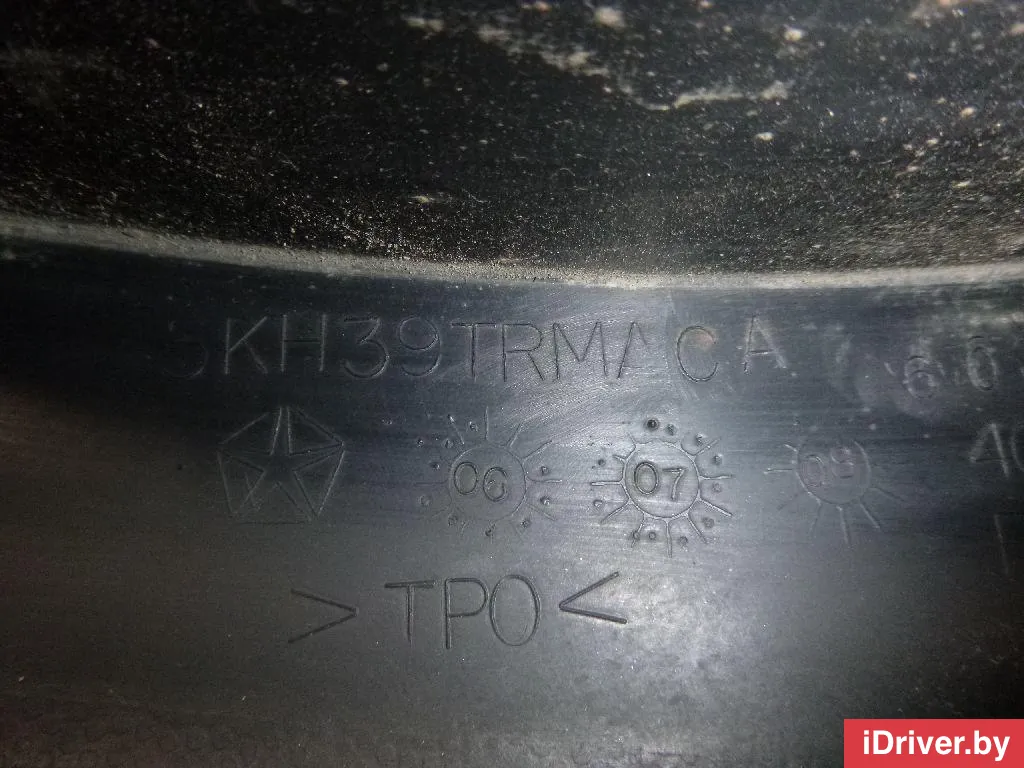 5KH39TRMACA
06 07 08
>TPO<
iDriver.by